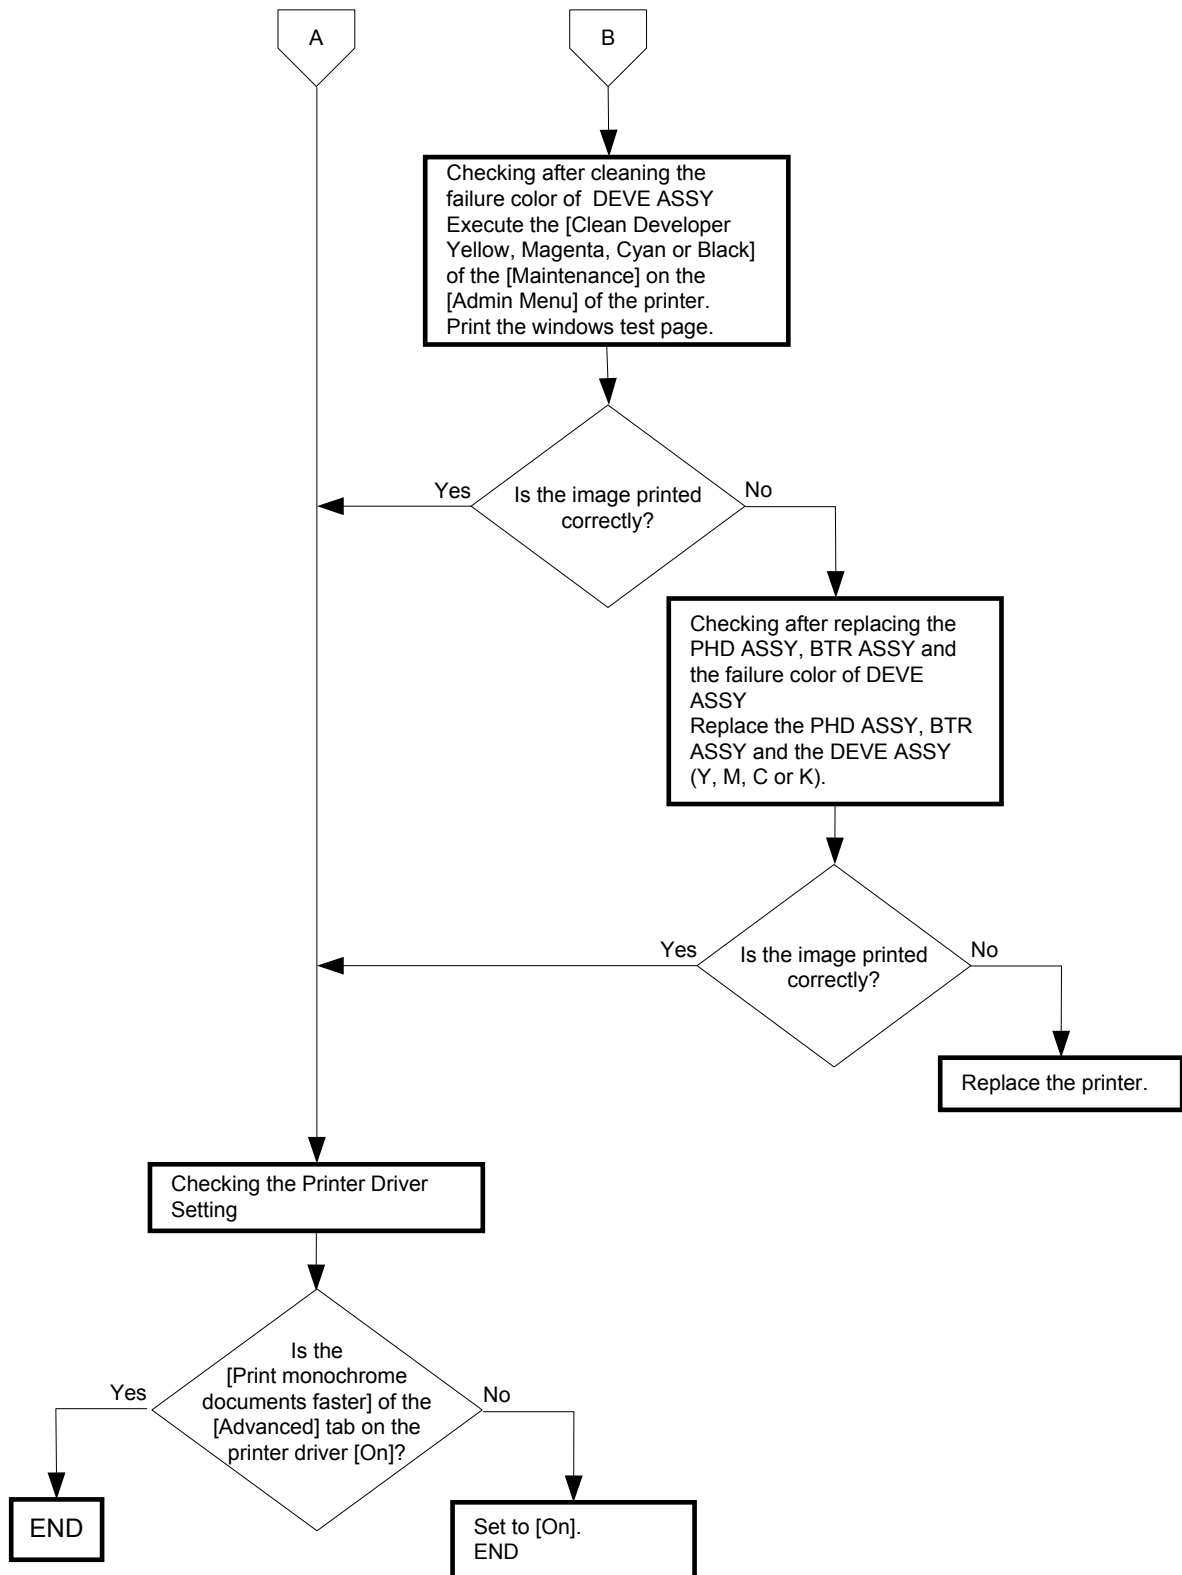 A
B
Checking after cleaning the
failure color of DEVE ASSY
Execute the [Clean Developer
Yellow, Magenta, Cyan or Black]
of the [Maintenance] on the
[Admin Menu] of the printer.
Print the windows test page.
Yes
Is the image printed
correctly?
No
Checking after replacing the
PHD ASSY, BTR ASSY and
the failure color of DEVE
ASSY
Replace the PHD ASSY, BTR
ASSY and the DEVE ASSY
(Y, M, C or K).
Yes
Is the image printed
correctly?
No
Replace the printer.
Checking the Printer Driver
Setting
Yes
Is the
[Print monochrome
documents faster] of the
[Advanced] tab on the
printer driver [On]?
No
END
Set to [On].
END